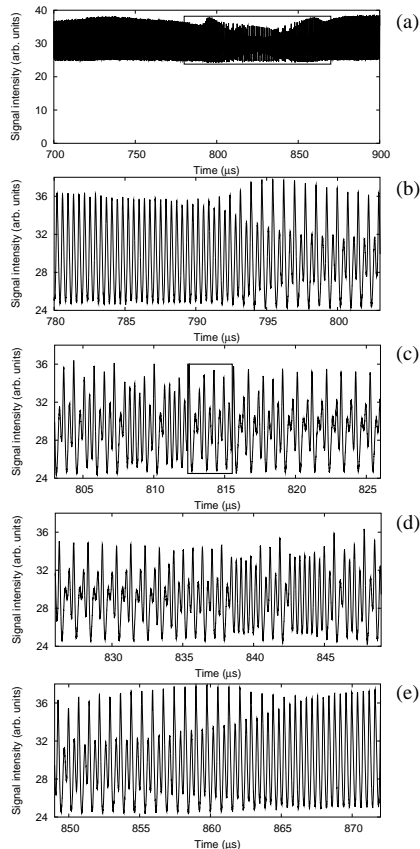 40
30
20
10
0
Signal intensity (arb. units)
700 750 800 850 900
Time (μs)
(a)
36
32
28
24
Signal intensity (arb. units)
780 785 790 795 800
Time (μs)
(b)
36
32
28
24
Signal intensity (arb. units)
805 810 815 820 825
Time (μs)
(c)
36
32
28
24
Signal intensity (arb. units)
830 835 840 845
Time (μs)
(d)
36
32
28
24
Signal intensity (arb. units)
850 855 860 865 870
Time (μs)
(e)